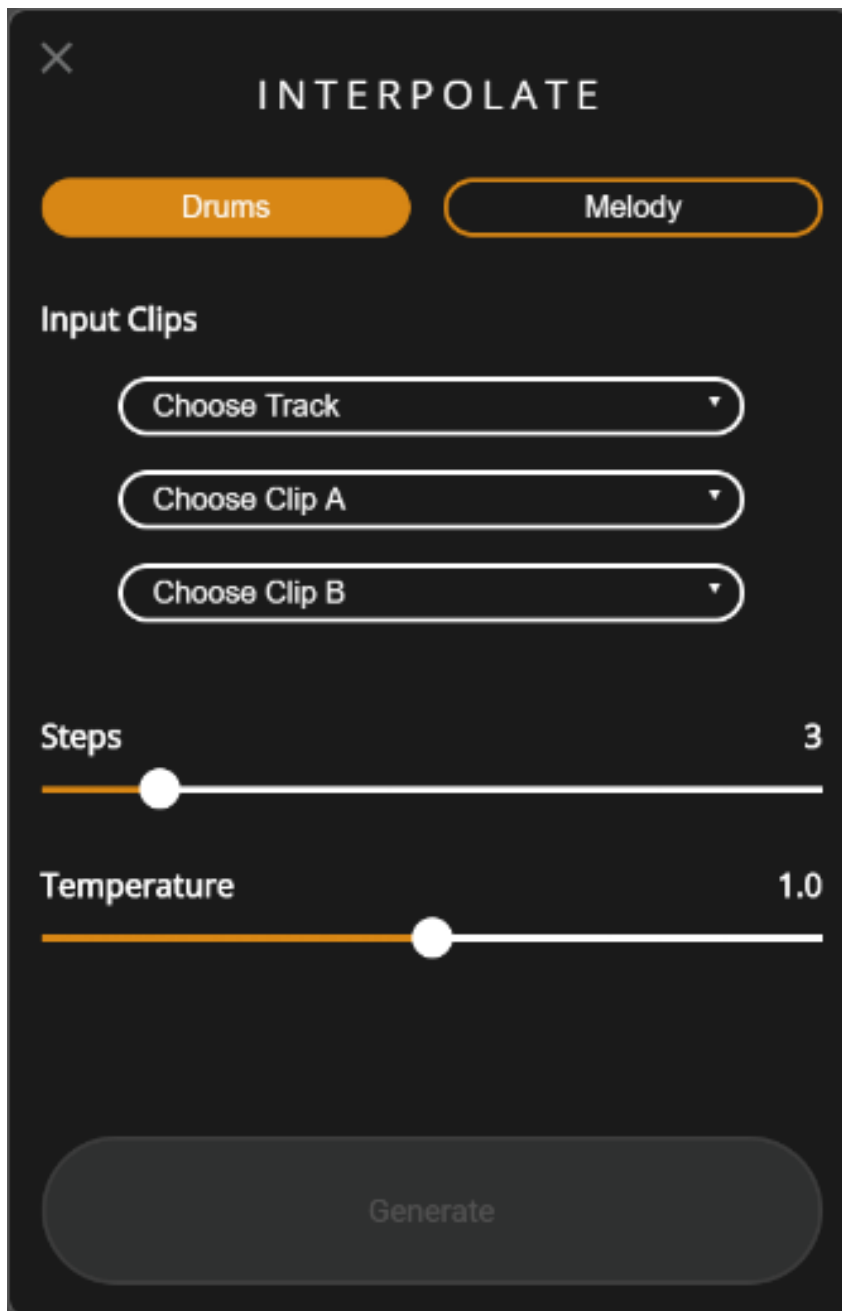 INTERPOLATE
Drums Melody
Input Clips
Choose Track
Choose Clip A
Choose Clip B
Steps 3
Temperature 1.0
Generate